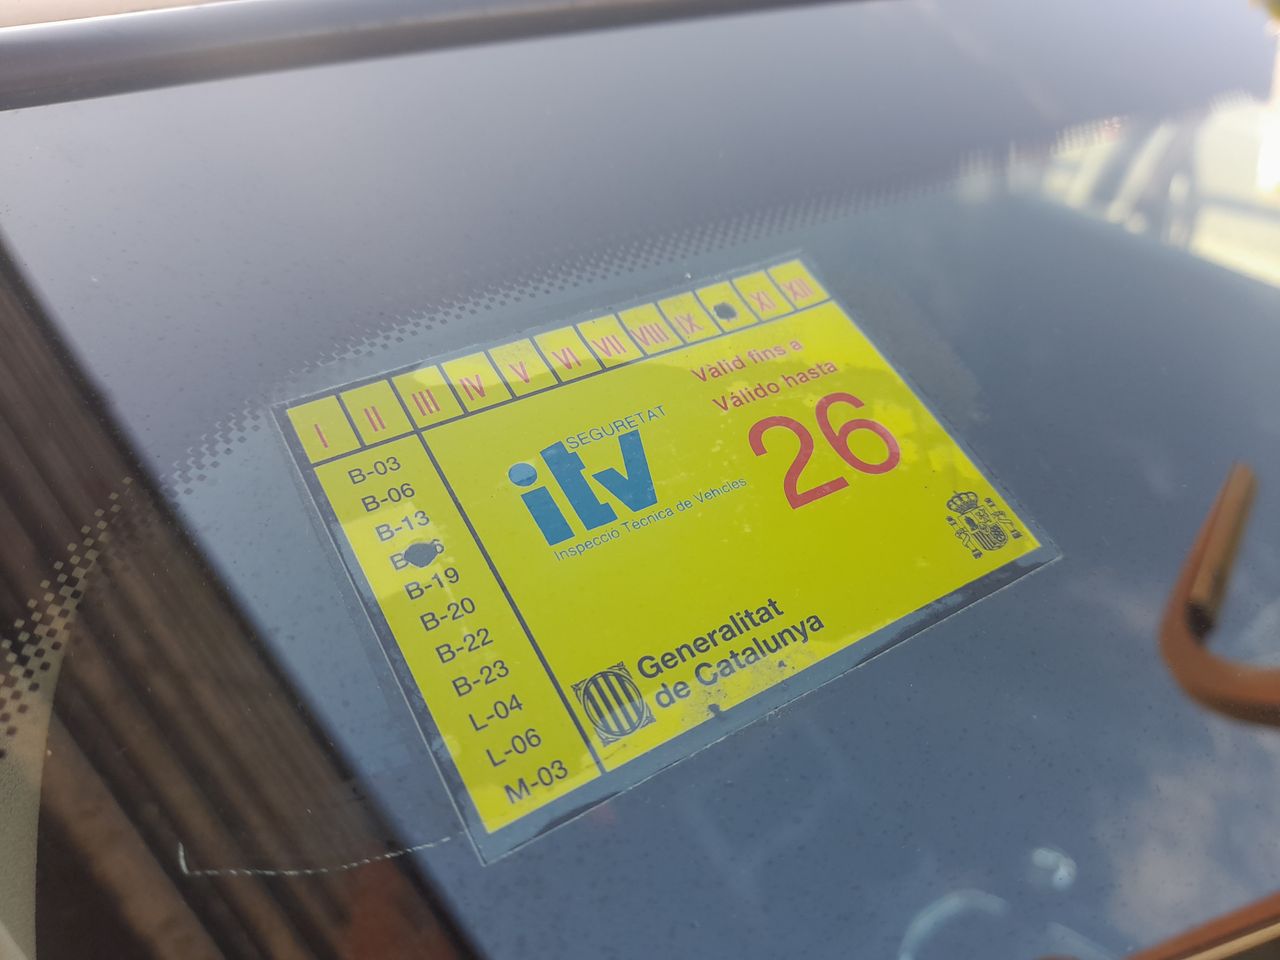 I II III IV V VI VII VIII IX XI XII
B-03
B-06
B-13
B-19
B-20
B-22
B-23
L-04
L-06
M-03
SEGURETAT
itv
Inspecció Tècnica de Vehicles
Vàlid fins a
Válido hasta
26
Generalitat
de Catalunya